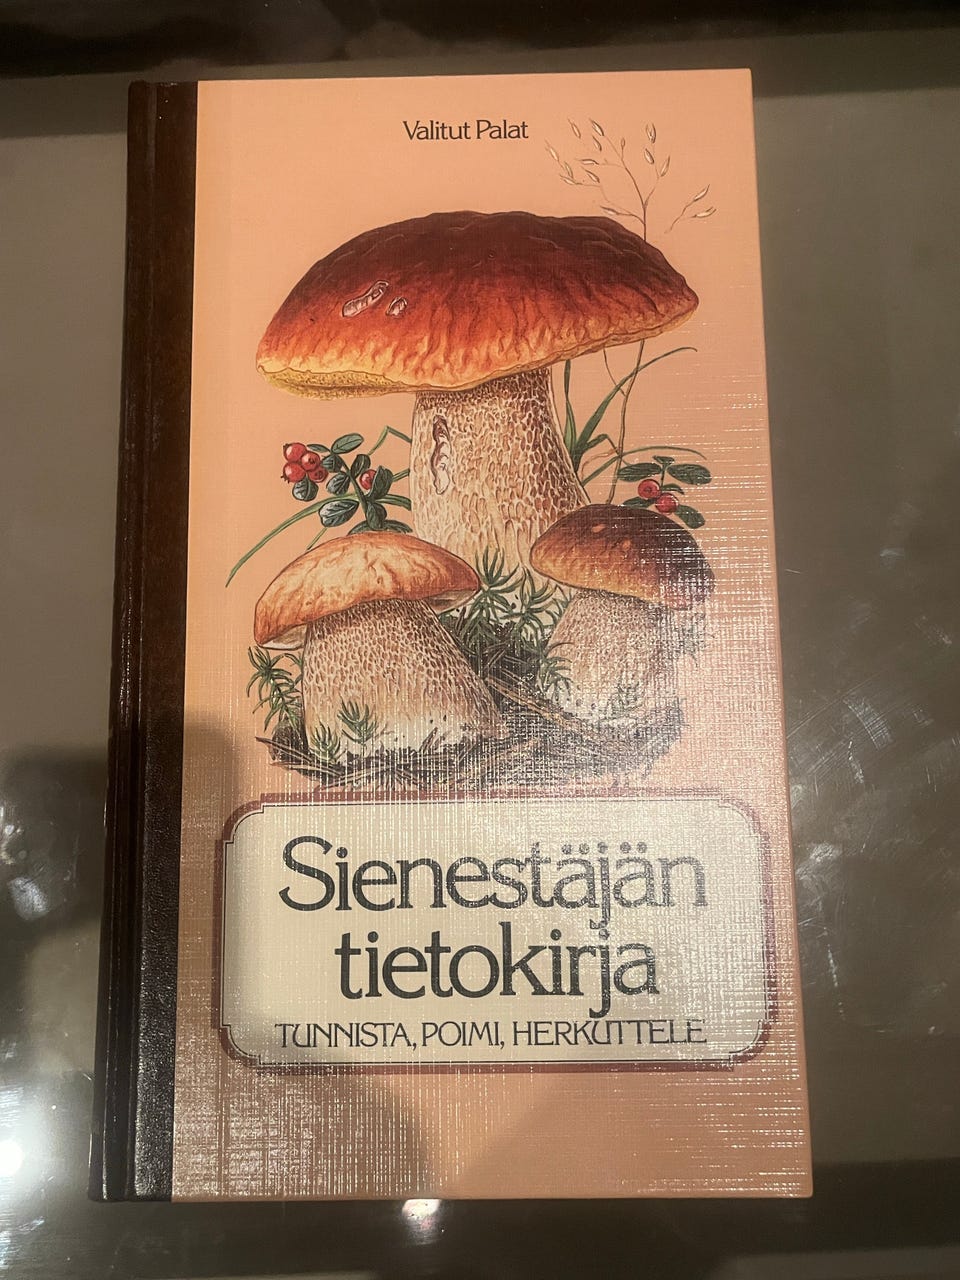 Valitut Palat
Sienestäjän
tietokirja
TUNNISTA, POIMI, HERKUTTELE